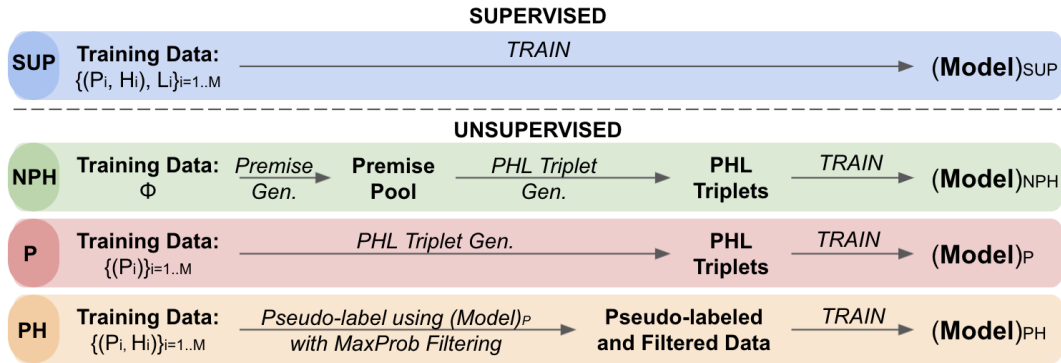 SUPERVISED
SUP
Training Data:
{(Pi, Hi), Li}i=1..M
TRAIN
(Model)SUP
UNSUPERVISED
NPH
Training Data:
Φ
Premise
Gen.
Premise
Pool
PHL Triplet
Gen.
PHL
Triplets
TRAIN
(Model)NPH
P
Training Data:
{(Pi)}i=1..M
PHL Triplet Gen.
PHL
Triplets
TRAIN
(Model)P
PH
Training Data:
{(Pi, Hi)}i=1..M
Pseudo-label using (Model)P
with MaxProb Filtering
Pseudo-labeled
and Filtered Data
TRAIN
(Model)PH